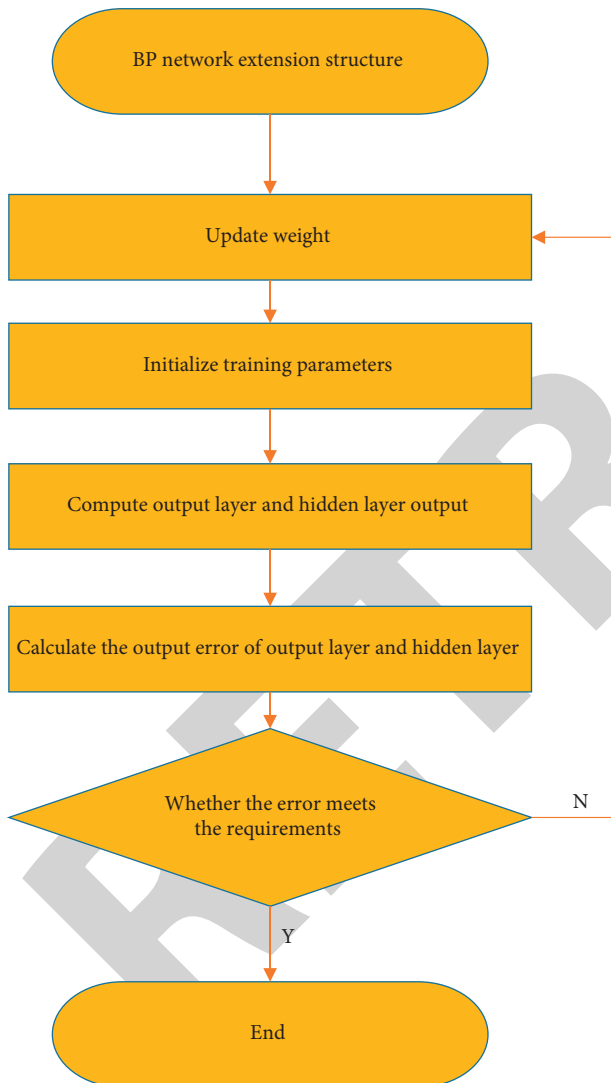 BP network extension structure
Update weight
Initialize training parameters
Compute output layer and hidden layer output
Calculate the output error of output layer and hidden layer
Whether the error meets
the requirements
N
Y
End